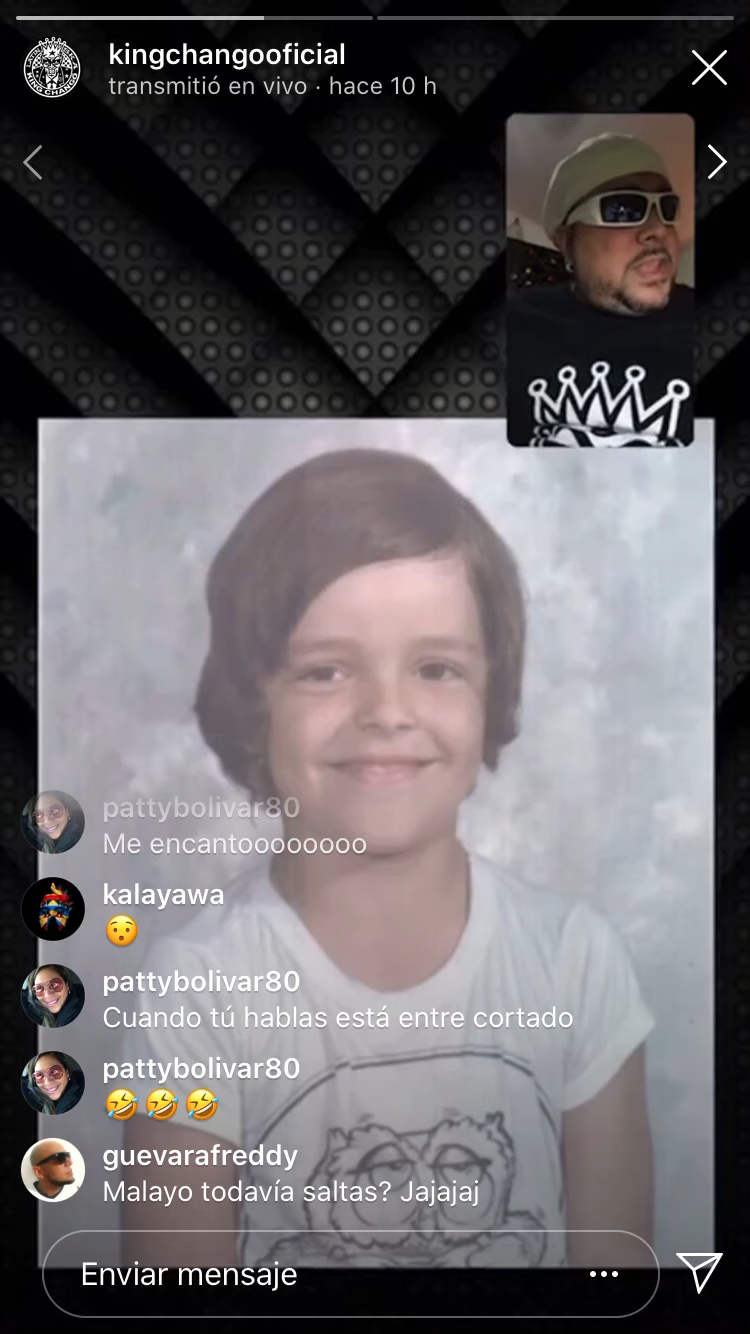 kingchangooficial
transmitió en vivo · hace 10 h
pattybolivar80
Me encantoooooooo
kalayawa
😯
pattybolivar80
Cuando tú hablas está entre cortado
pattybolivar80
🤣🤣🤣
guevarafreddy
Malayo todavía saltas? Jajajaj
Enviar mensaje